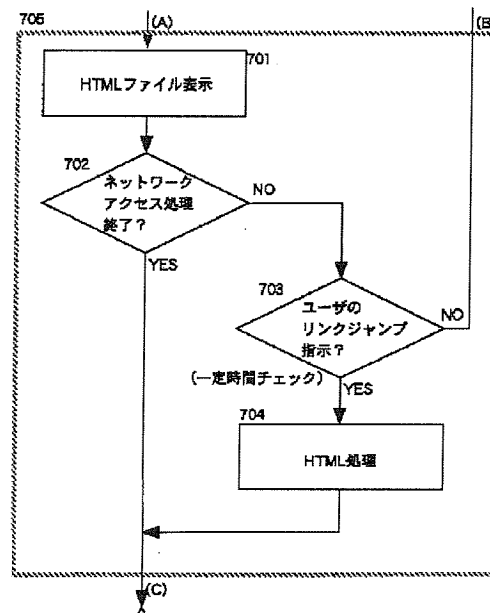 705
(A)
(B)
701
HTMLファイル表示
702
ネットワーク
アクセス処理
終了？
NO
YES
703
ユーザの
リンクジャンプ
指示？
NO
(一定時間チェック)
YES
704
HTML処理
(C)